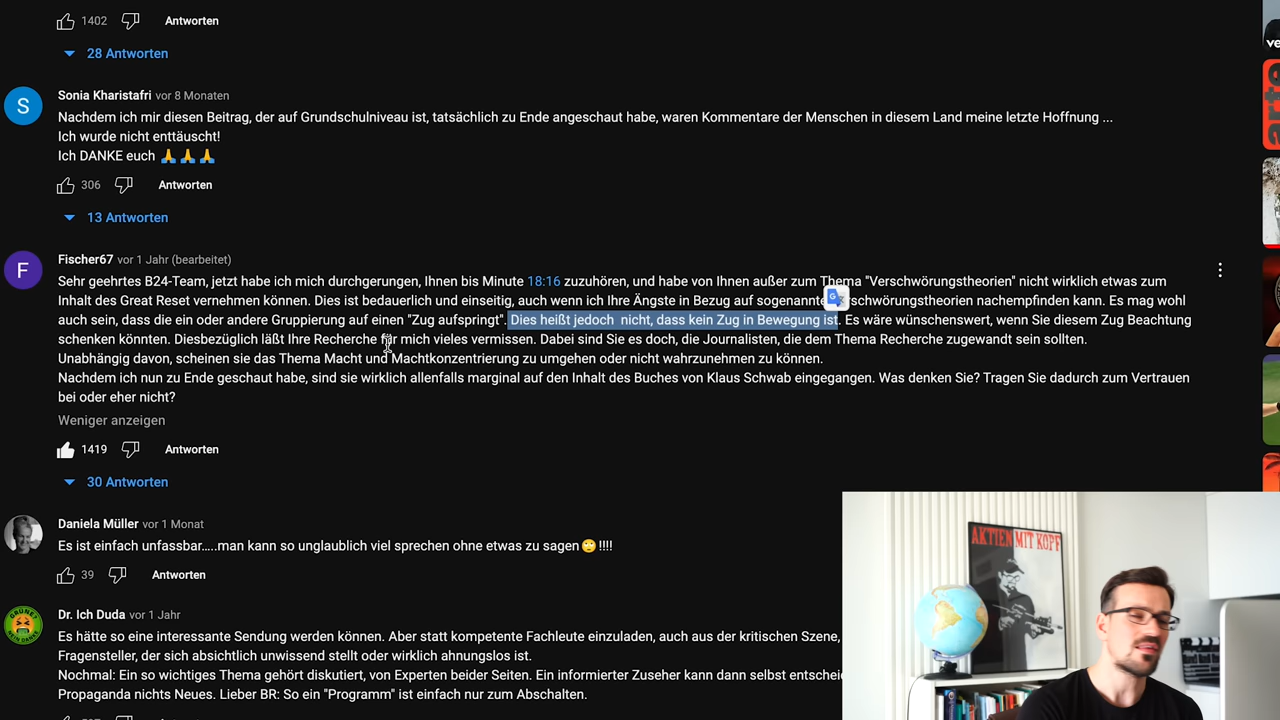 1402 Antworten
28 Antworten
S
Sonia Kharistafri vor 8 Monaten
Nachdem ich mir diesen Beitrag, der auf Grundschulniveau ist, tatsächlich zu Ende angeschaut habe, waren Kommentare der Menschen in diesem Land meine letzte Hoffnung ...
Ich wurde nicht enttäuscht!
Ich DANKE euch 🙏🙏🙏
306 Antworten
13 Antworten
F
Fischer67 vor 1 Jahr (bearbeitet)
Sehr geehrtes B24-Team, jetzt habe ich mich durchgerungen, Ihnen bis Minute 18:16 zuzuhören, und habe von Ihnen außer zum Thema "Verschwörungstheorien" nicht wirklich etwas zum
Inhalt des Great Reset vernehmen können. Dies ist bedauerlich und einseitig, auch wenn ich Ihre Ängste in Bezug auf sogenannte schwörungstheorien nachempfinden kann. Es mag wohl
auch sein, dass die ein oder andere Gruppierung auf einen "Zug aufspringt". Dies heißt jedoch nicht, dass kein Zug in Bewegung ist. Es wäre wünschenswert, wenn Sie diesem Zug Beachtung
schenken könnten. Diesbezüglich läßt Ihre Recherche für mich vieles vermissen. Dabei sind Sie es doch, die Journalisten, die dem Thema Recherche zugewandt sein sollten.
Unabhängig davon, scheinen sie das Thema Macht und Machtkonzentrierung zu umgehen oder nicht wahrzunehmen zu können.
Nachdem ich nun zu Ende geschaut habe, sind sie wirklich allenfalls marginal auf den Inhalt des Buches von Klaus Schwab eingegangen. Was denken Sie? Tragen Sie dadurch zum Vertrauen
bei oder eher nicht?
Weniger anzeigen
1419 Antworten
30 Antworten
Daniela Müller vor 1 Monat
Es ist einfach unfassbar.....man kann so unglaublich viel sprechen ohne etwas zu sagen🙄!!!!
39 Antworten
Dr. Ich Duda vor 1 Jahr
Es hätte so eine interessante Sendung werden können. Aber statt kompetente Fachleute einzuladen, auch aus der kritischen Szene,
Fragensteller, der sich absichtlich unwissend stellt oder wirklich ahnungslos ist.
Nochmal: Ein so wichtiges Thema gehört diskutiert, von Experten beider Seiten. Ein informierter Zuseher kann dann selbst entscheid
Propaganda nichts Neues. Lieber BR: So ein "Programm" ist einfach nur zum Abschalten.
AKTIEN MIT KOPF
ve
arto